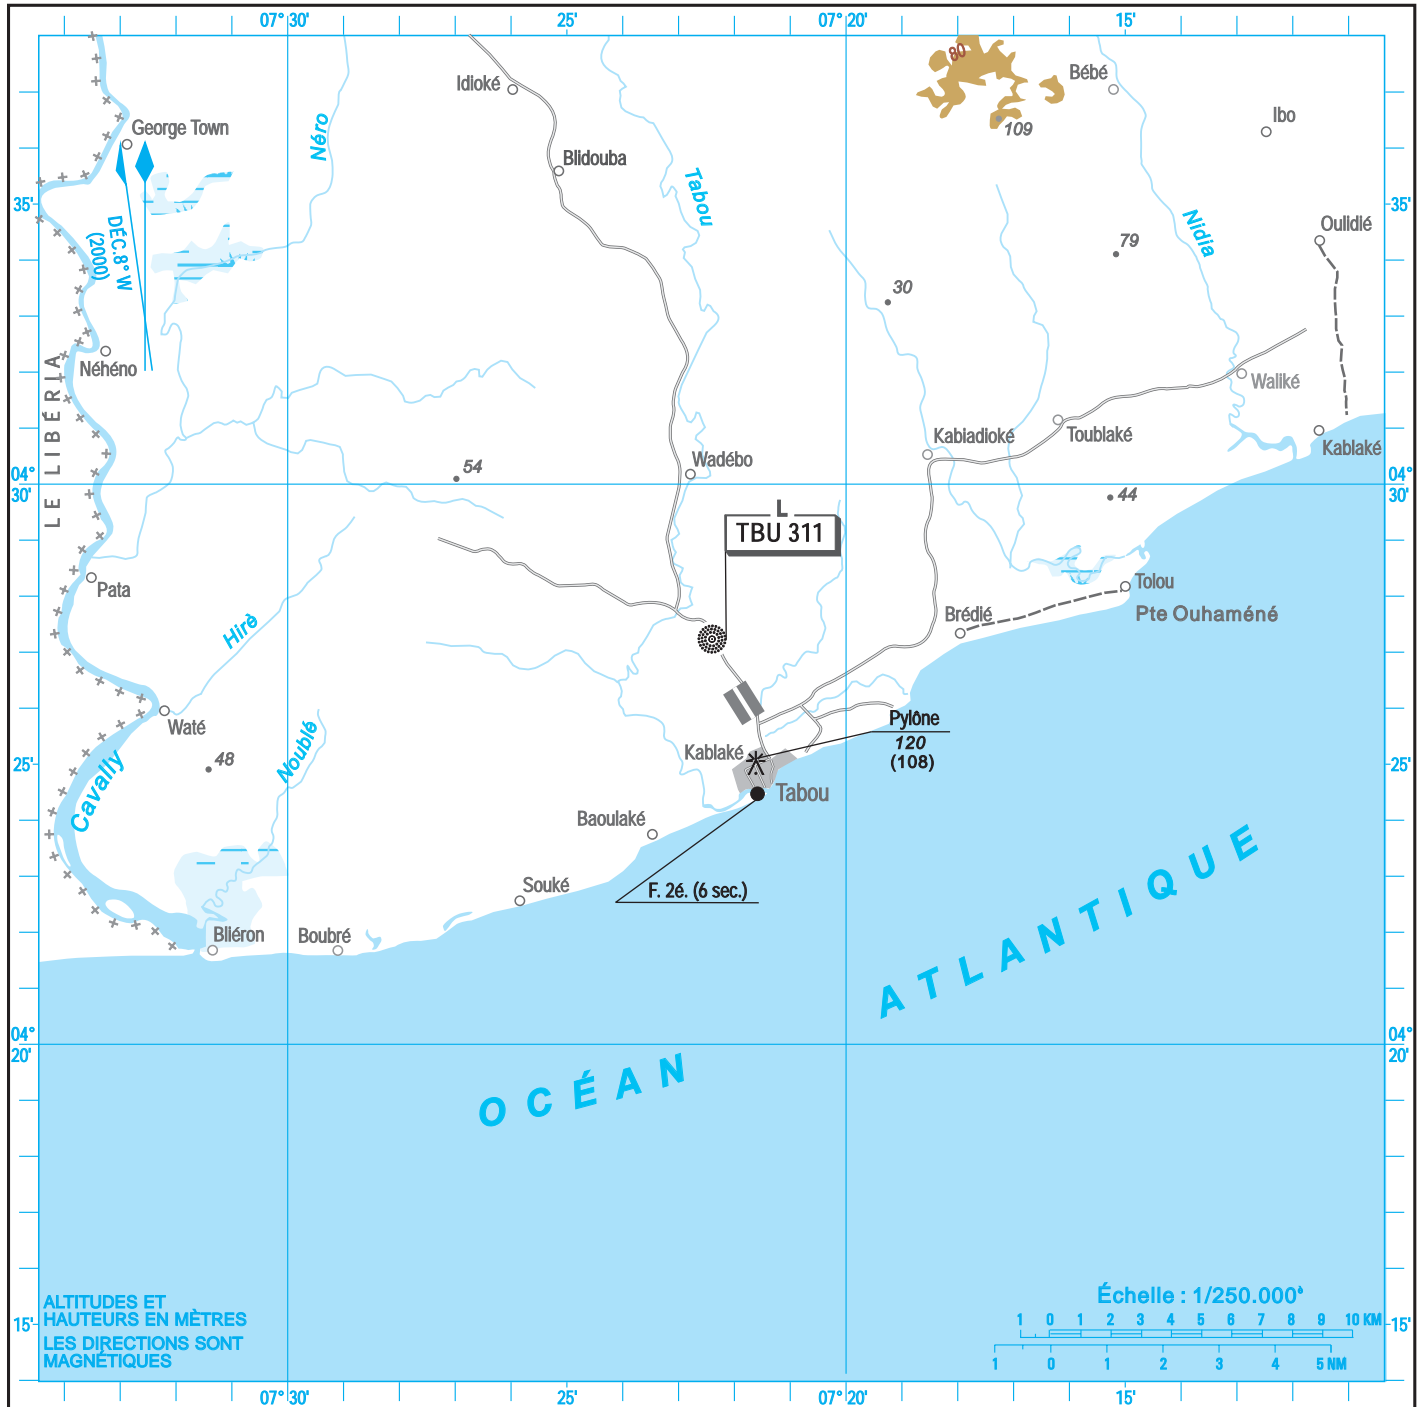 07° 30'
25'
07° 20'
15'
80
Idioké
Bébé
Ibo
109
George Town
Néro
Blidouba
Tabou
35'
35'
Nidia
Oulidié
DÉC.8° W
(2000)
79
30
Néhéno
LE LIBÉRIA
Waliké
Kabladioké
Toublaké
Kablaké
54
Wadébo
04°
30'
04°
30'
44
L
TBU 311
Pata
Tolou
Brédié
Pte Ouhaméné
Hirè
Waté
Noublé
Pylône
120
(108)
Kablaké
48
25'
25'
Cavally
Tabou
Baoulaké
F. 2é. (6 sec.)
Souké
Bliéron
Boubré
OCÉAN ATLANTIQUE
04°
20'
04°
20'
ALTITUDES ET
HAUTEURS EN MÈTRES
LES DIRECTIONS SONT
MAGNÉTIQUES
Échelle : 1/250.000è
1 0 1 2 3 4 5 6 7 8 9 10 KM
1 0 1 2 3 4 5 NM
15'
15'
07° 30'
25'
07° 20'
15'